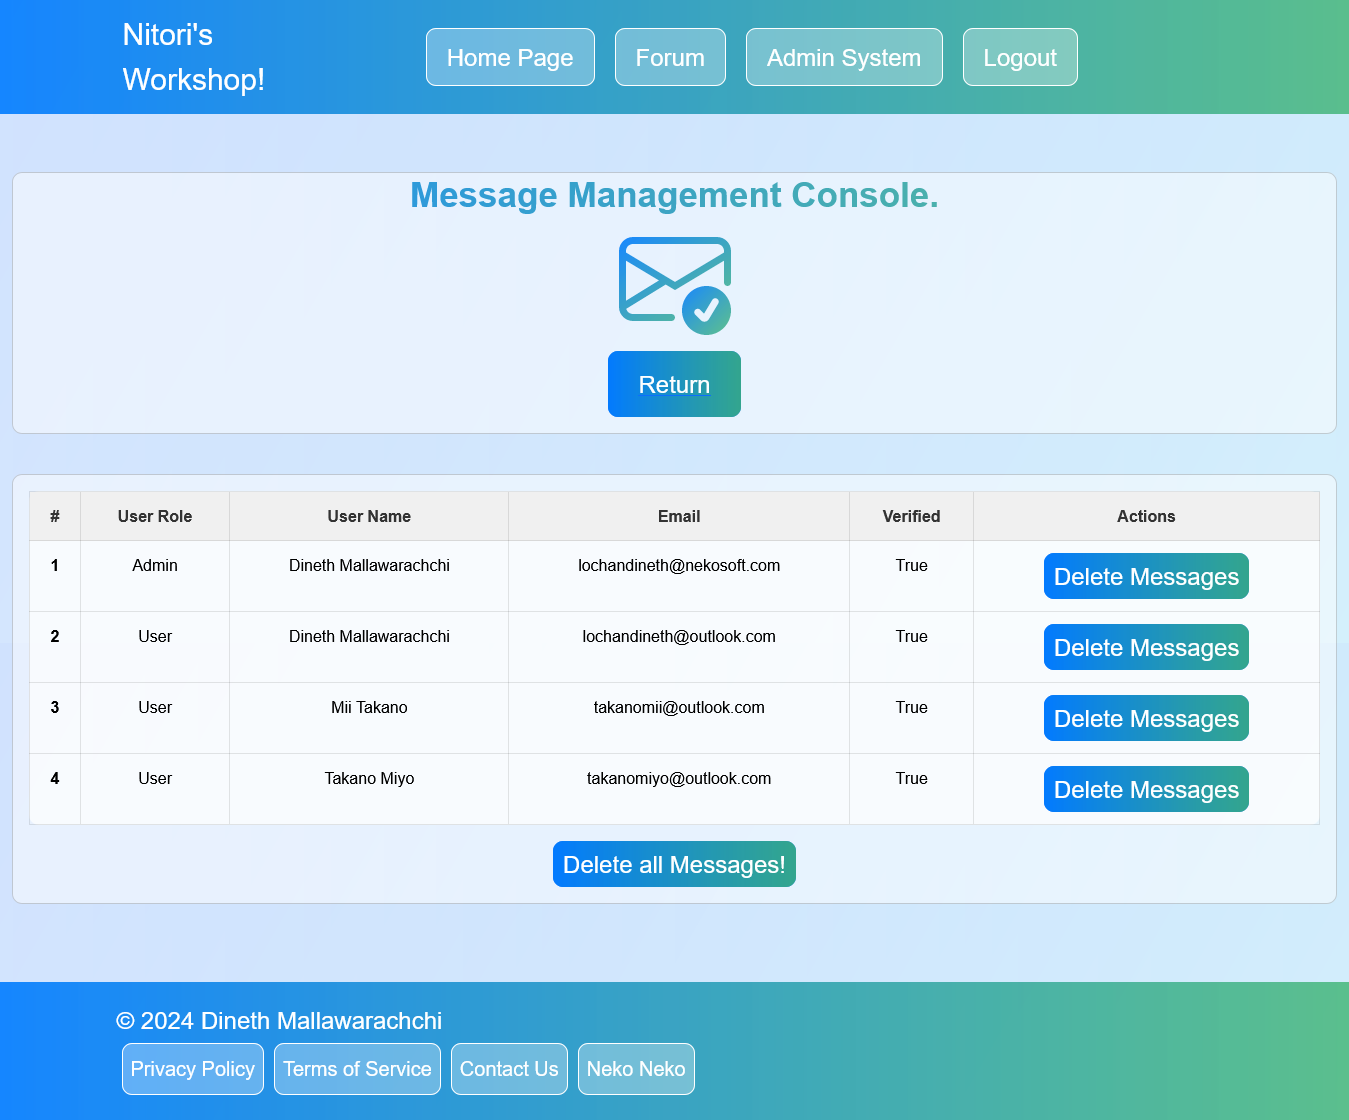 Nitori's
Workshop!
Home Page Forum Admin System Logout
Message Management Console.
Return
# User Role User Name Email Verified Actions
1 Admin Dineth Mallawarachchi lochandineth@nekosoft.com True Delete Messages
2 User Dineth Mallawarachchi lochandineth@outlook.com True Delete Messages
3 User Mii Takano takanomii@outlook.com True Delete Messages
4 User Takano Miyo takanomiyo@outlook.com True Delete Messages
Delete all Messages!
© 2024 Dineth Mallawarachchi
Privacy Policy Terms of Service Contact Us Neko Neko